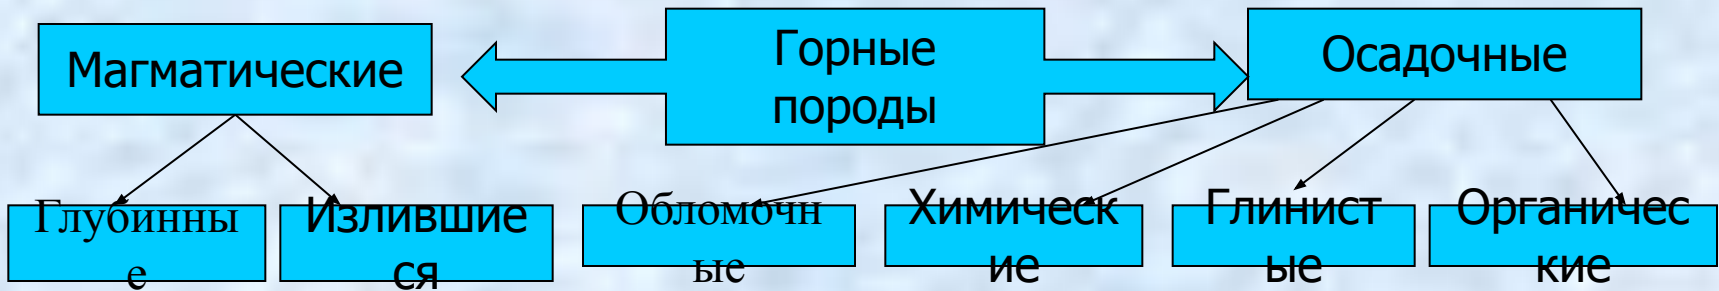 Магматические
Горные
породы
Осадочные
Глубинны
е
Излившие
ся
Обломочн
ые
Химическ
ие
Глинист
ые
Органичес
кие